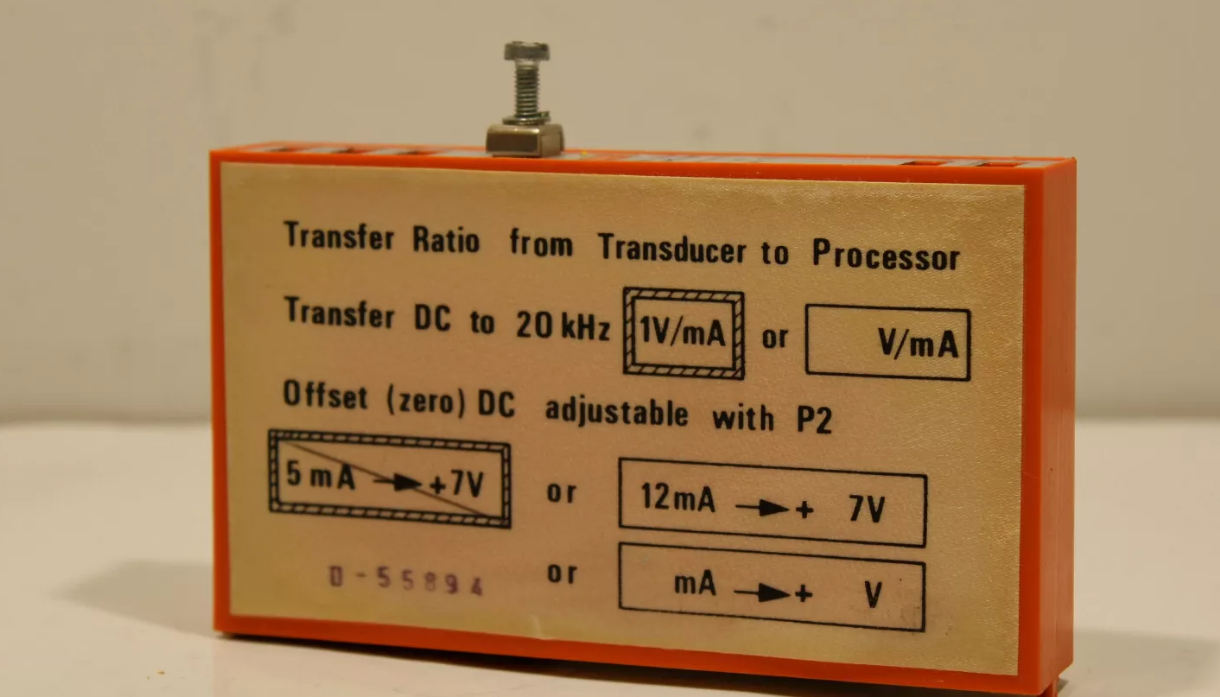 Transfer Ratio from Transducer to Processor
Transfer DC to 20 kHz 1V/mA or V/mA
Offset (zero) DC adjustable with P2
5 mA → +7V or 12mA → + 7V
D-55894 or mA → + V